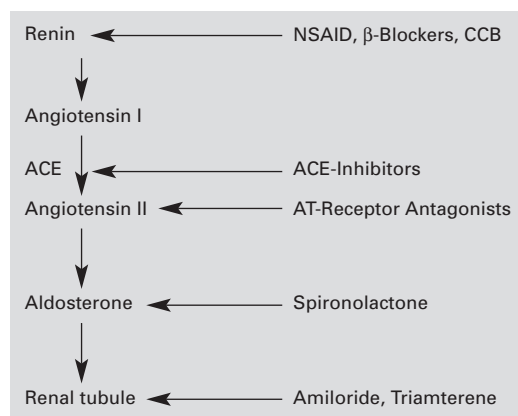 Renin NSAID, β-Blockers, CCB
Angiotensin I
ACE ACE-Inhibitors
Angiotensin II AT-Receptor Antagonists
Aldosterone Spironolactone
Renal tubule Amiloride, Triamterene